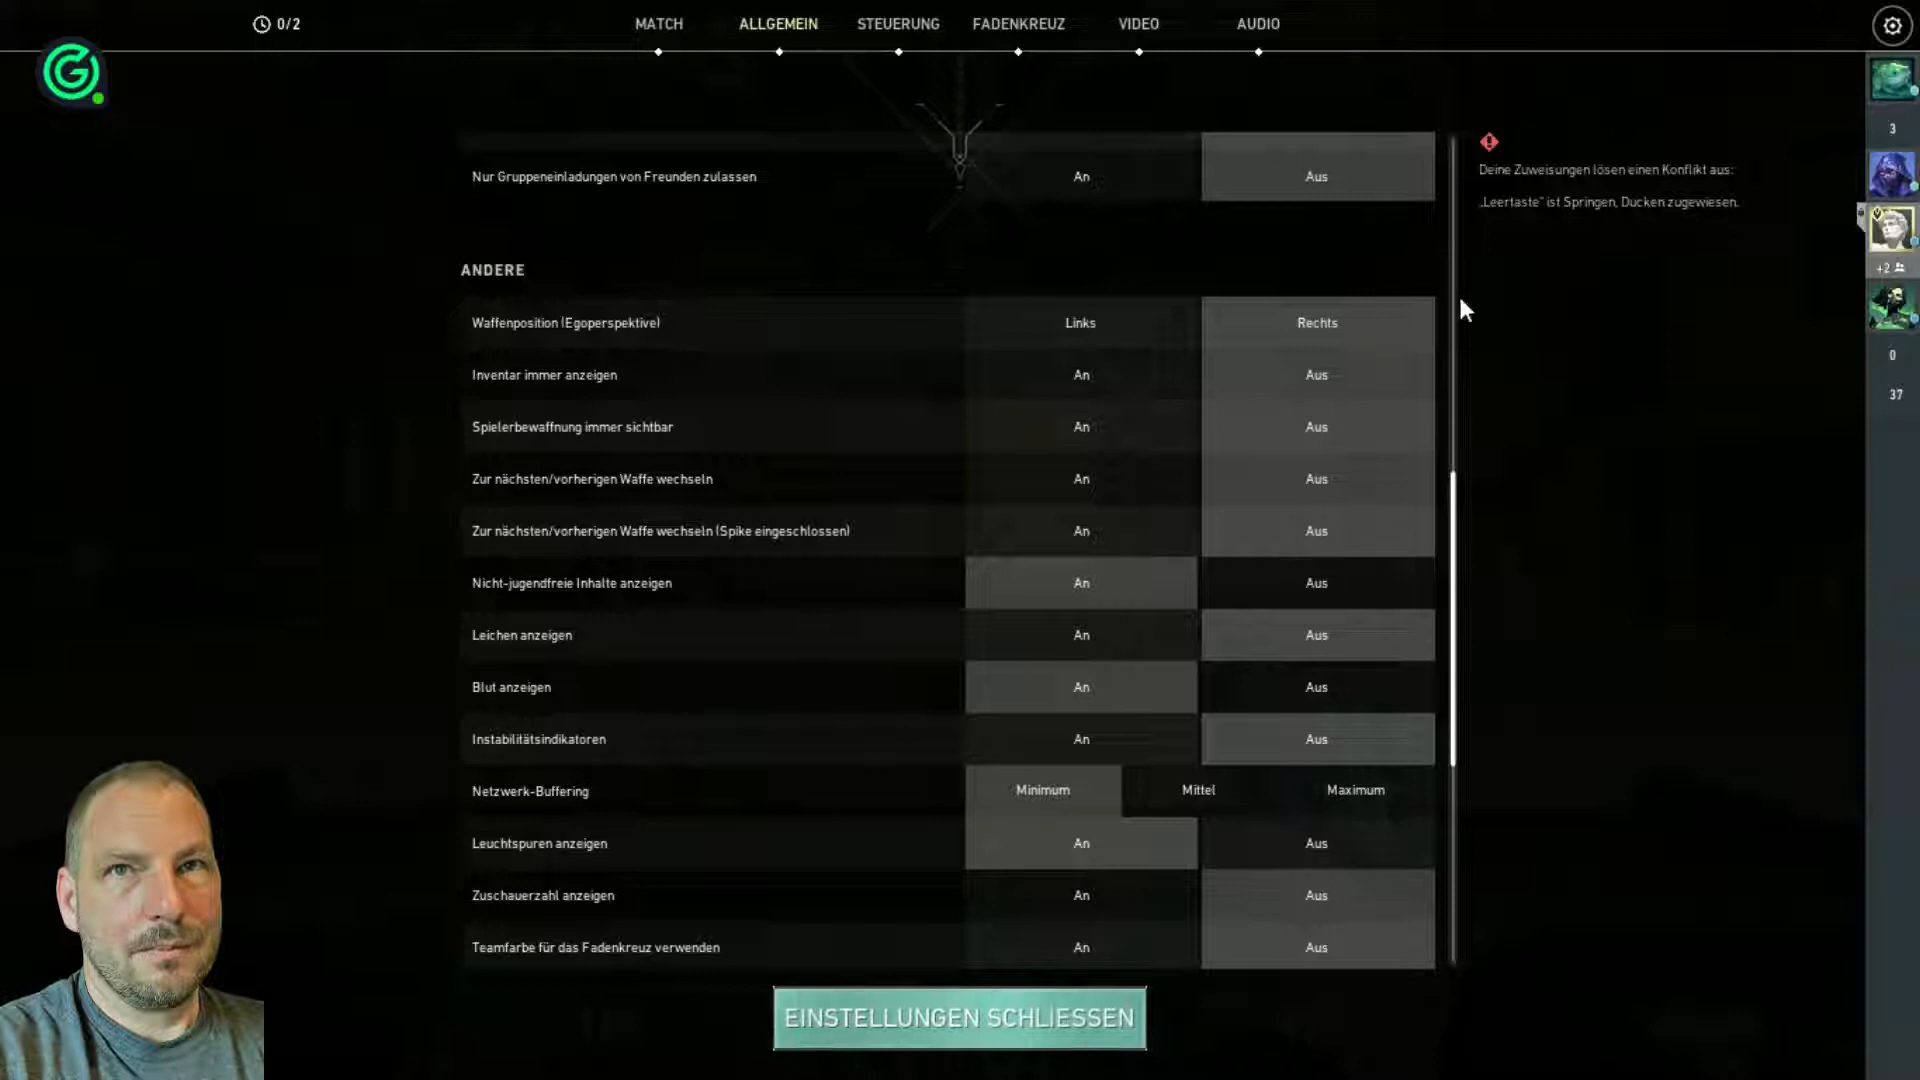 0/2
MATCH
ALLGEMEIN
STEUERUNG
FADENKREUZ
VIDEO
AUDIO
Nur Gruppeneinladungen von Freunden zulassen An Aus
Deine Zuweisungen lösen einen Konflikt aus:
„Leertaste" ist Springen, Ducken zugewiesen.
3
+2
0
37
ANDERE
Waffenposition (Egoperspektive) Links Rechts
Inventar immer anzeigen An Aus
Spielerbewaffnung immer sichtbar An Aus
Zur nächsten/vorherigen Waffe wechseln An Aus
Zur nächsten/vorherigen Waffe wechseln (Spike eingeschlossen) An Aus
Nicht-jugendfreie Inhalte anzeigen An Aus
Leichen anzeigen An Aus
Blut anzeigen An Aus
Instabilitätsindikatoren An Aus
Netzwerk-Buffering Minimum Mittel Maximum
Leuchtspuren anzeigen An Aus
Zuschauerzahl anzeigen An Aus
Teamfarbe für das Fadenkreuz verwenden An Aus
EINSTELLUNGEN SCHLIESSEN